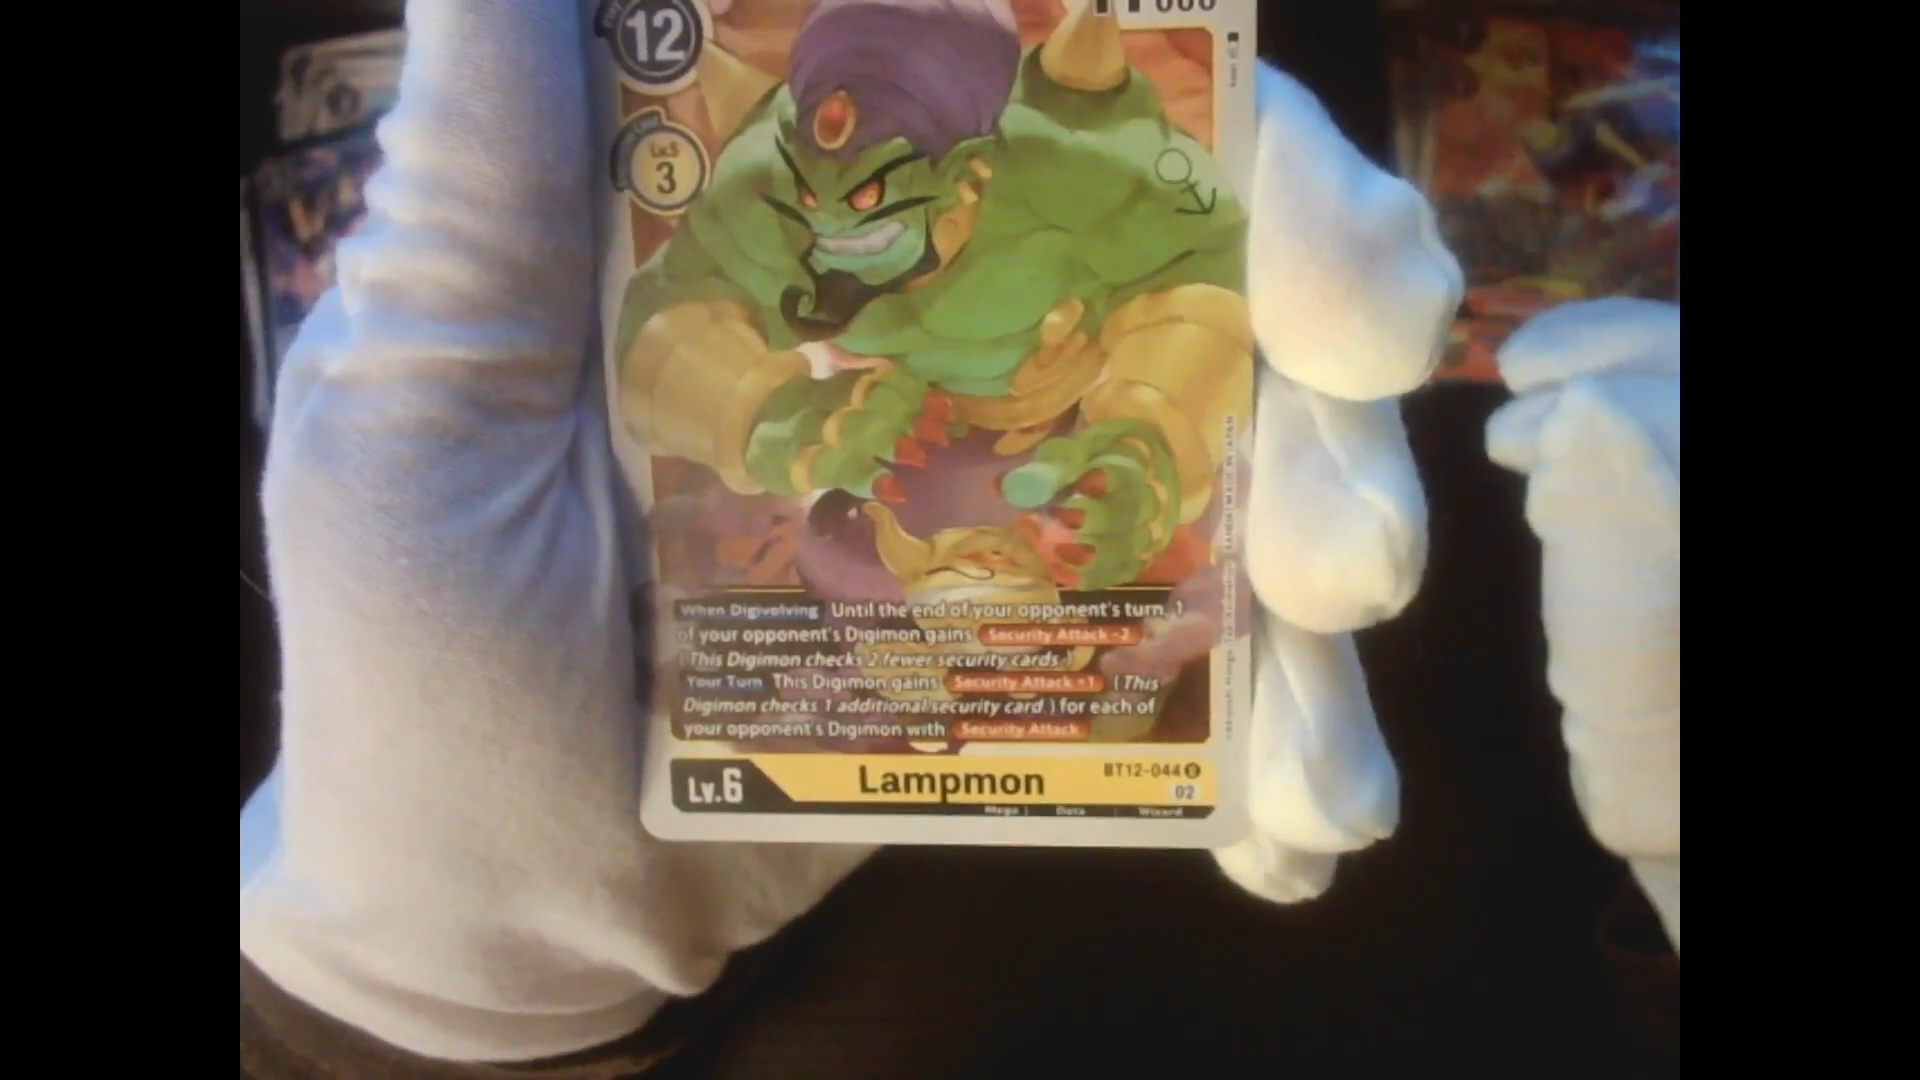 12
Lv.5
3
When Digivolving Until the end of your opponent's turn, 1
of your opponent's Digimon gains Security Attack -2
(This Digimon checks 2 fewer security cards.)
Your Turn This Digimon gains Security Attack +1 (This
Digimon checks 1 additional security card.) for each of
your opponent's Digimon with Security Attack
Lv.6 Lampmon BT12-044 U
02
Mega Data Wizard